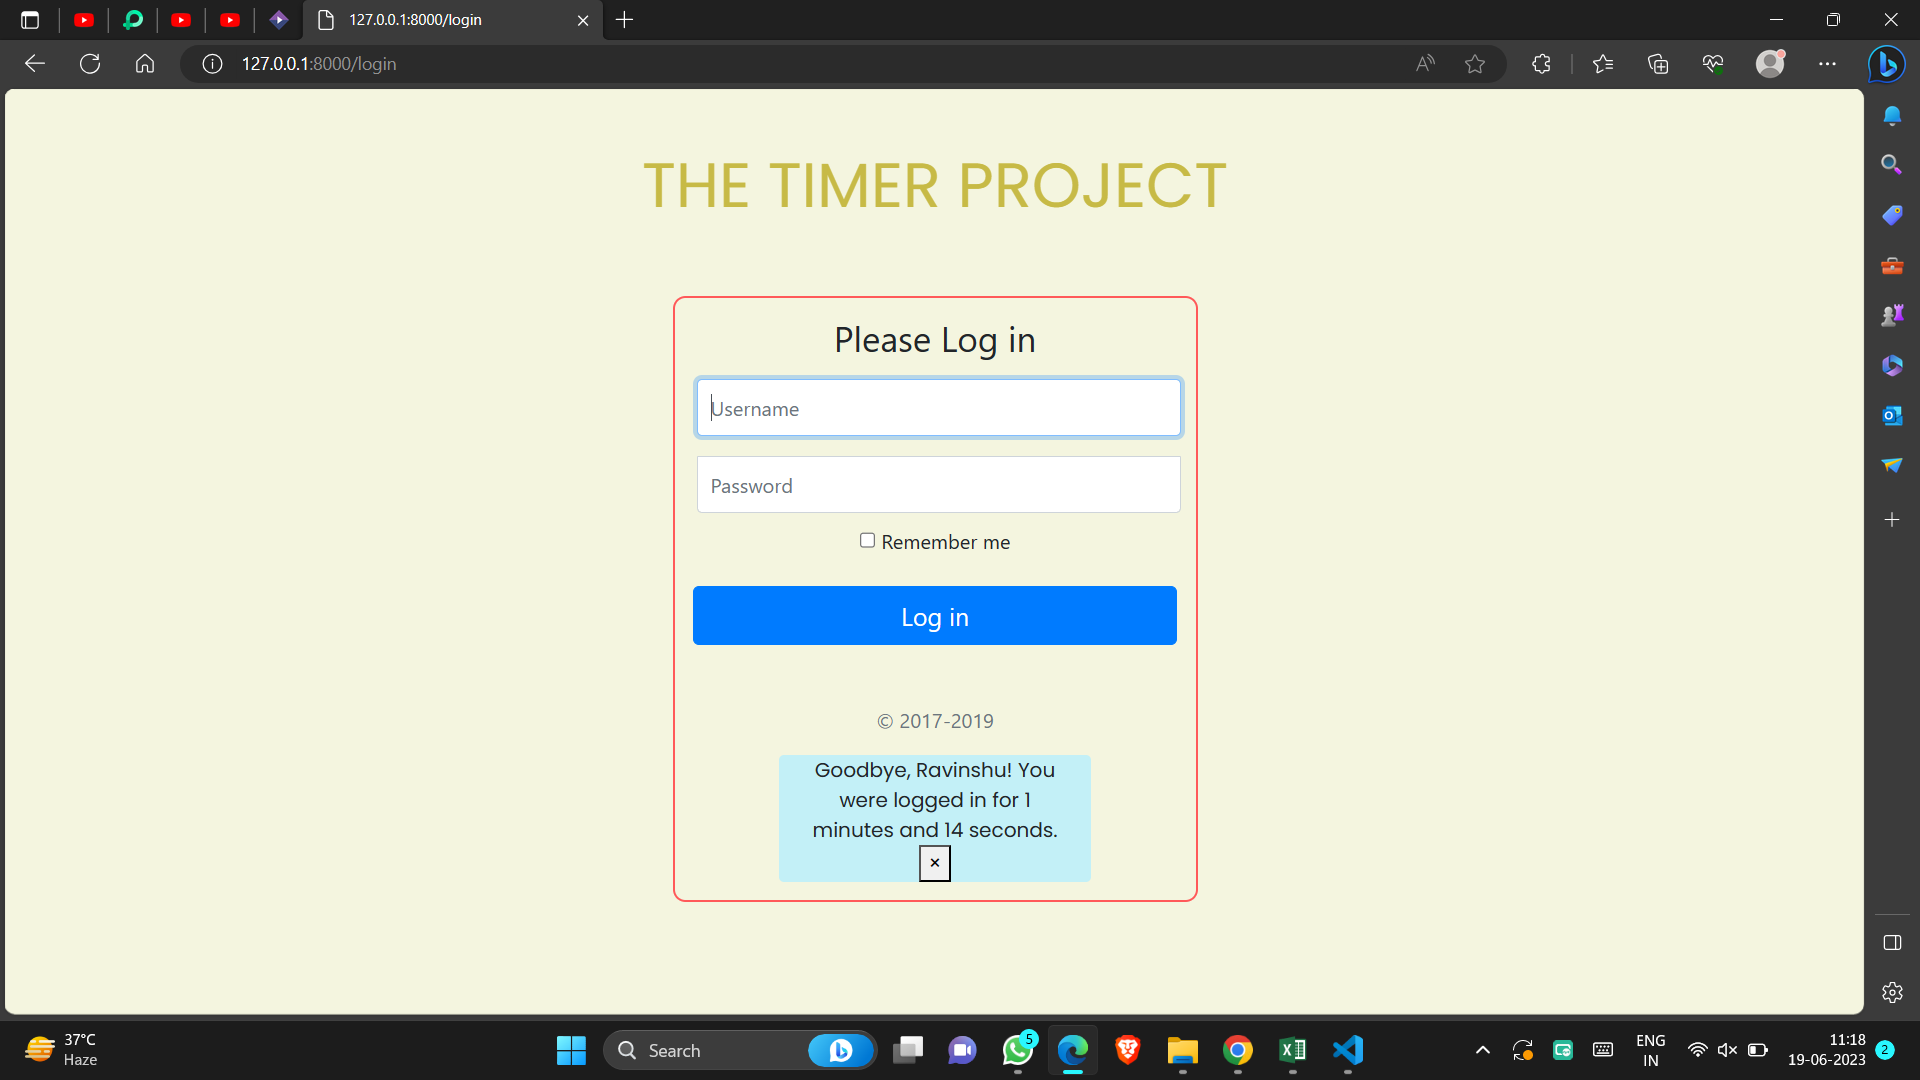 127.0.0.1:8000/login
127.0.0.1:8000/login
THE TIMER PROJECT
Please Log in
Username
Password
Remember me
Log in
© 2017-2019
Goodbye, Ravinshu! You
were logged in for 1
minutes and 14 seconds.
×
37°C
Haze
Search
5
ENG
IN
11:18
19-06-2023
2